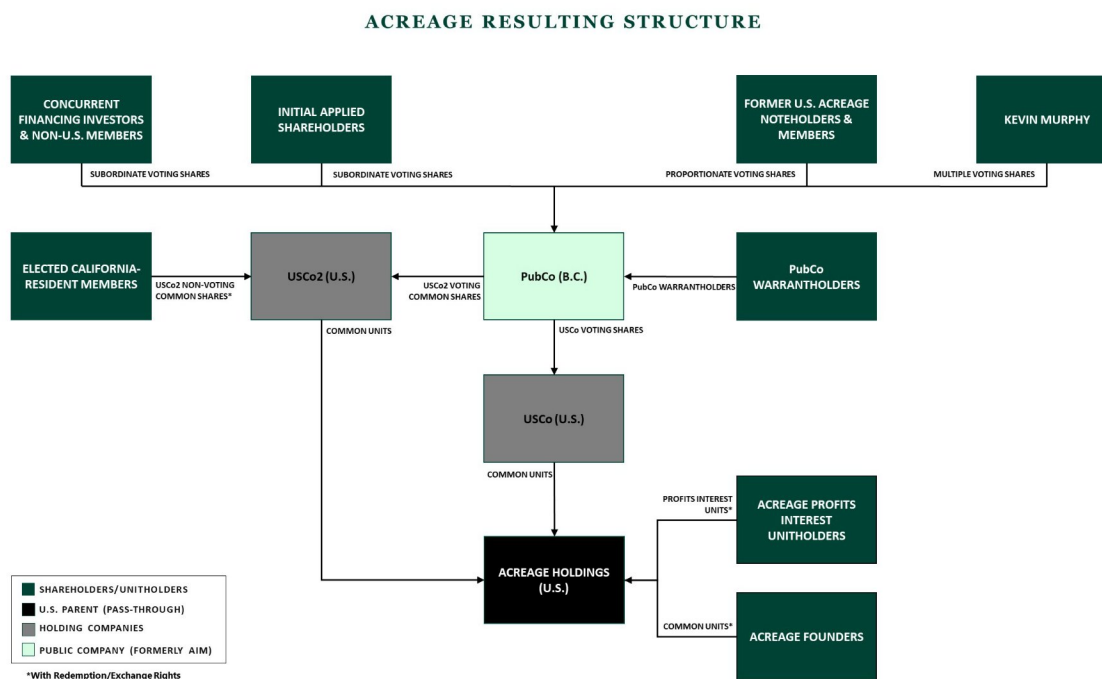 ACREAGE RESULTING STRUCTURE
CONCURRENT
FINANCING INVESTORS
& NON-U.S. MEMBERS
INITIAL APPLIED
SHAREHOLDERS
FORMER U.S. ACREAGE
NOTEHOLDERS &
MEMBERS
KEVIN MURPHY
SUBORDINATE VOTING SHARES
SUBORDINATE VOTING SHARES
PROPORTIONATE VOTING SHARES
MULTIPLE VOTING SHARES
ELECTED CALIFORNIA-
RESIDENT MEMBERS
USCo2 NON-VOTING
COMMON SHARES*
USCo2 (U.S.)
USCo2 VOTING
COMMON SHARES
PubCo (B.C.)
PubCo WARRANTHOLDERS
PubCo
WARRANTHOLDERS
COMMON UNITS
USCo VOTING SHARES
USCo (U.S.)
COMMON UNITS
PROFITS INTEREST
UNITS*
ACREAGE PROFITS
INTEREST
UNITHOLDERS
ACREAGE HOLDINGS
(U.S.)
COMMON UNITS*
ACREAGE FOUNDERS
SHAREHOLDERS/UNITHOLDERS
U.S. PARENT (PASS-THROUGH)
HOLDING COMPANIES
PUBLIC COMPANY (FORMERLY AIM)
*With Redemption/Exchange Rights